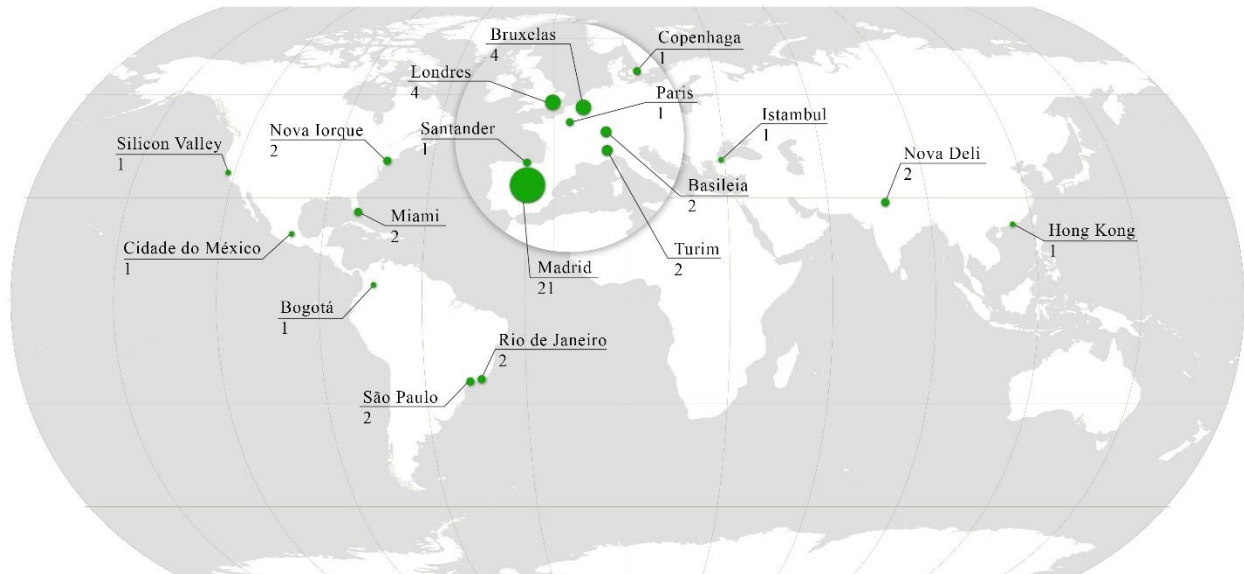 Bruxelas
4
Copenhaga
1
Londres
4
Paris
1
Istambul
1
Nova Iorque
2
Santander
1
Silicon Valley
1
Nova Deli
2
Basileia
2
Miami
2
Hong Kong
1
Cidade do México
1
Turim
2
Madrid
21
Bogotá
1
Rio de Janeiro
2
São Paulo
2